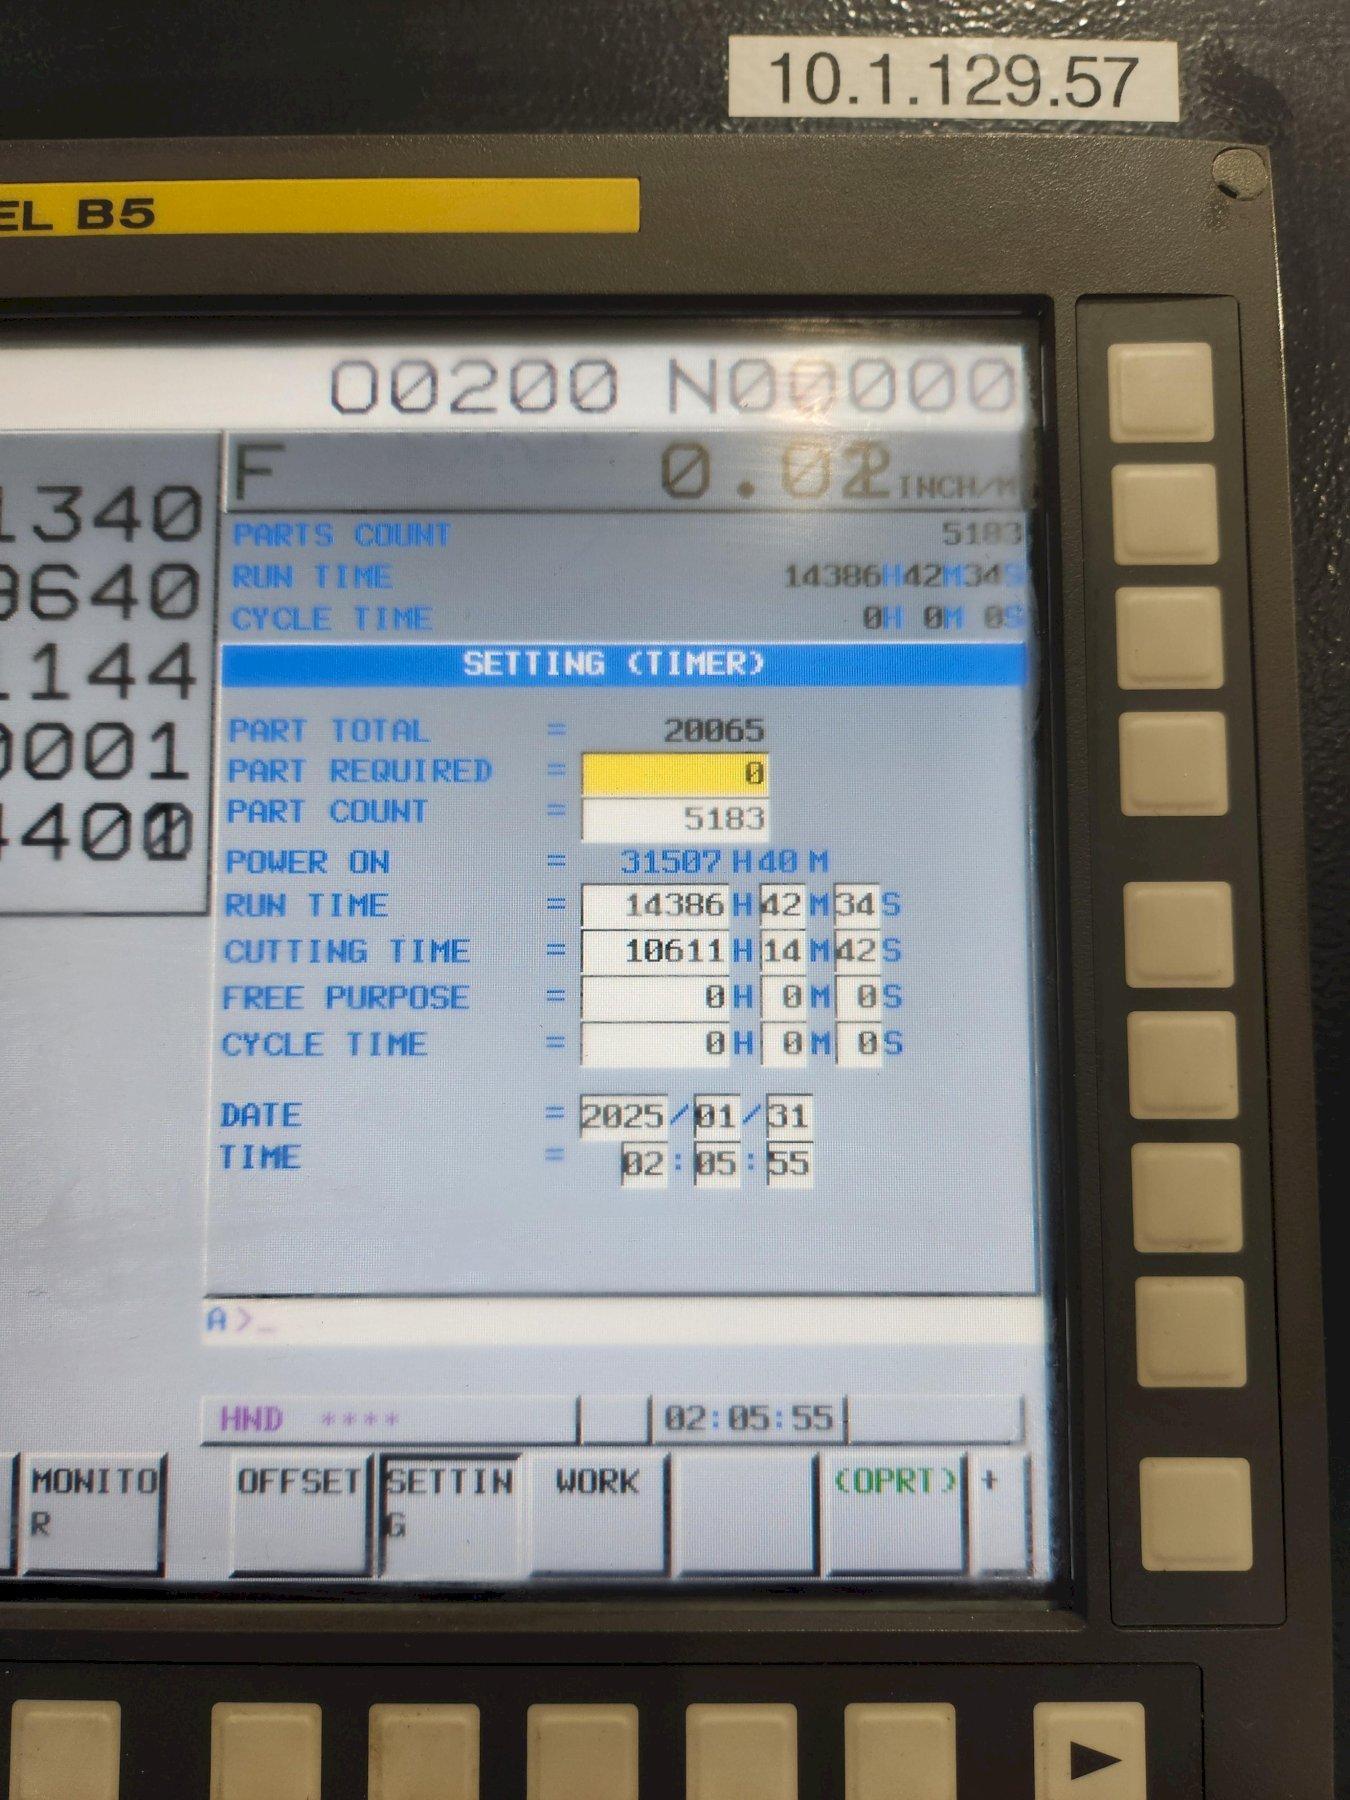 10.1.129.57
EL B5
O0200 N00000
F 0.02 INCH/M
1340
9640
1144
0001
PARTS COUNT 5183
RUN TIME 14386H42M34S
CYCLE TIME 0H 0M 0S
SETTING (TIMER)
PART TOTAL = 20065
PART REQUIRED = 0
PART COUNT = 5183
POWER ON = 31507 H 40 M
RUN TIME = 14386 H 42 M 34 S
CUTTING TIME = 10611 H 14 M 42 S
FREE PURPOSE = 0 H 0 M 0 S
CYCLE TIME = 0 H 0 M 0 S
DATE = 2025/01/31
TIME = 02:05:55
A>_
HND **** 02:05:55
MONITO
R
OFFSET SETTIN
G
WORK (OPRT) +